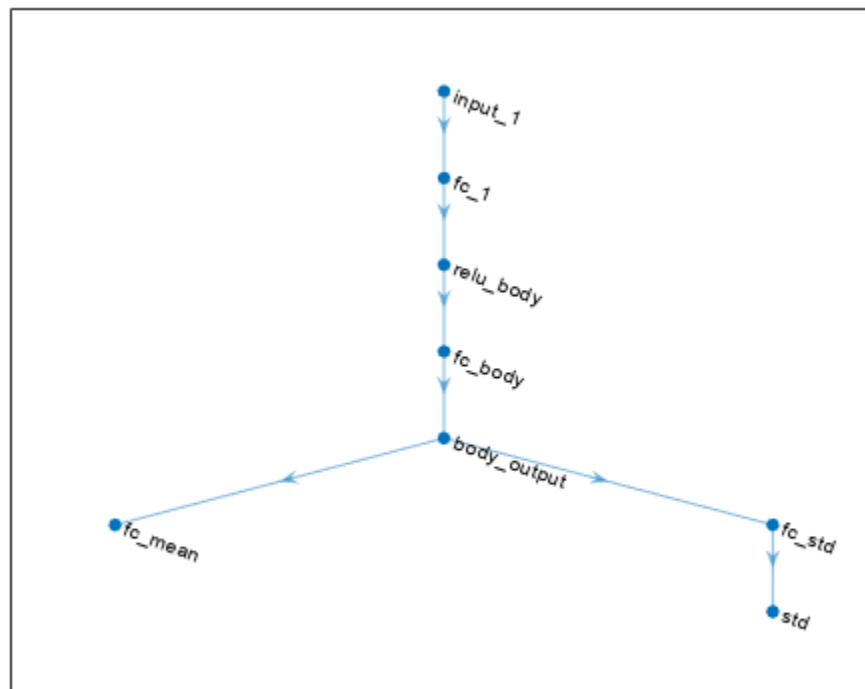 input_1
fc_1
relu_body
fc_body
body_output
fc_mean
fc_std
std